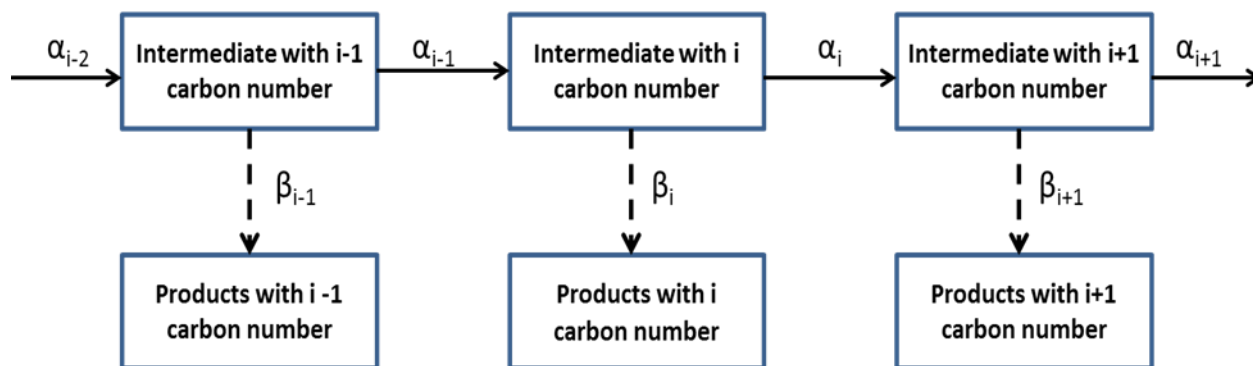 α_{i-2}
Intermediate with i-1
carbon number
α_{i-1}
Intermediate with i
carbon number
α_{i}
Intermediate with i+1
carbon number
α_{i+1}
β_{i-1}
β_{i}
β_{i+1}
Products with i -1
carbon number
Products with i
carbon number
Products with i+1
carbon number